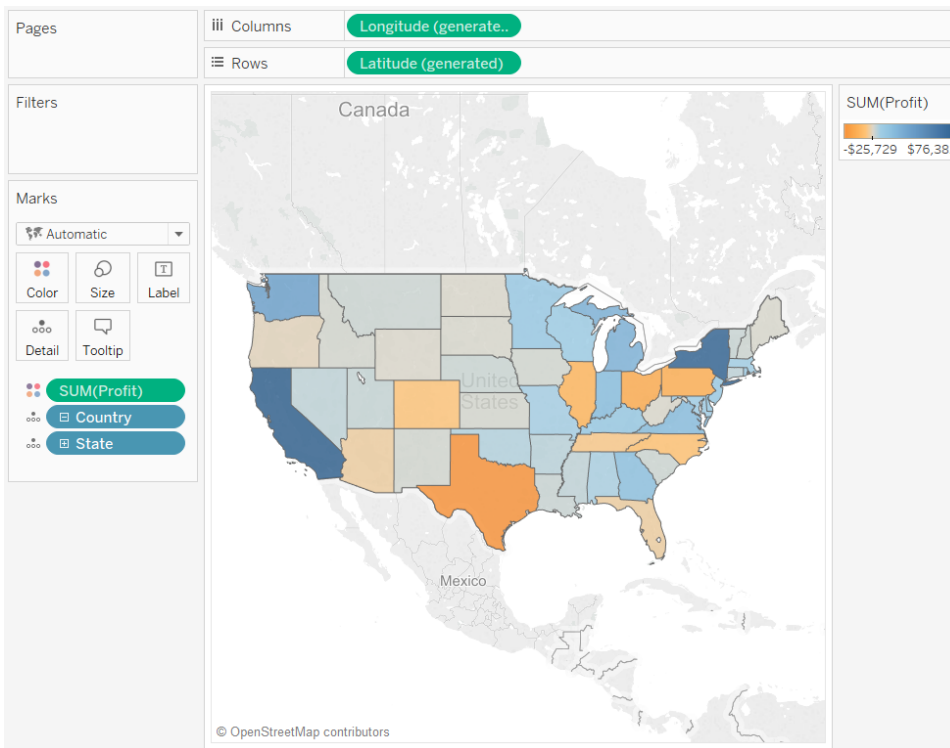 Pages
Columns
Longitude (generate..
Rows
Latitude (generated)
Filters
Marks
Automatic
Color
Size
Label
Detail
Tooltip
SUM(Profit)
Country
State
Canada
United
States
Mexico
© OpenStreetMap contributors
SUM(Profit)
-$25,729 $76,38